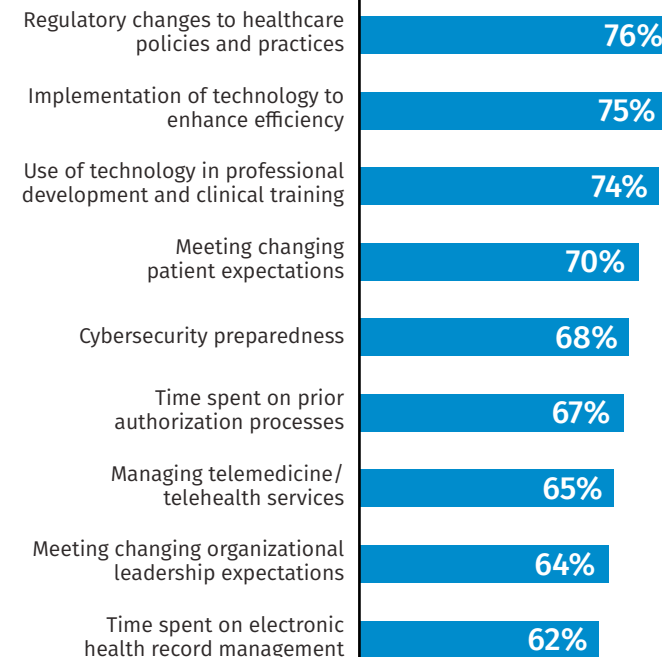 Regulatory changes to healthcare
policies and practices
76%
Implementation of technology to
enhance efficiency
75%
Use of technology in professional
development and clinical training
74%
Meeting changing
patient expectations
70%
Cybersecurity preparedness
68%
Time spent on prior
authorization processes
67%
Managing telemedicine/
telehealth services
65%
Meeting changing organizational
leadership expectations
64%
Time spent on electronic
health record management
62%